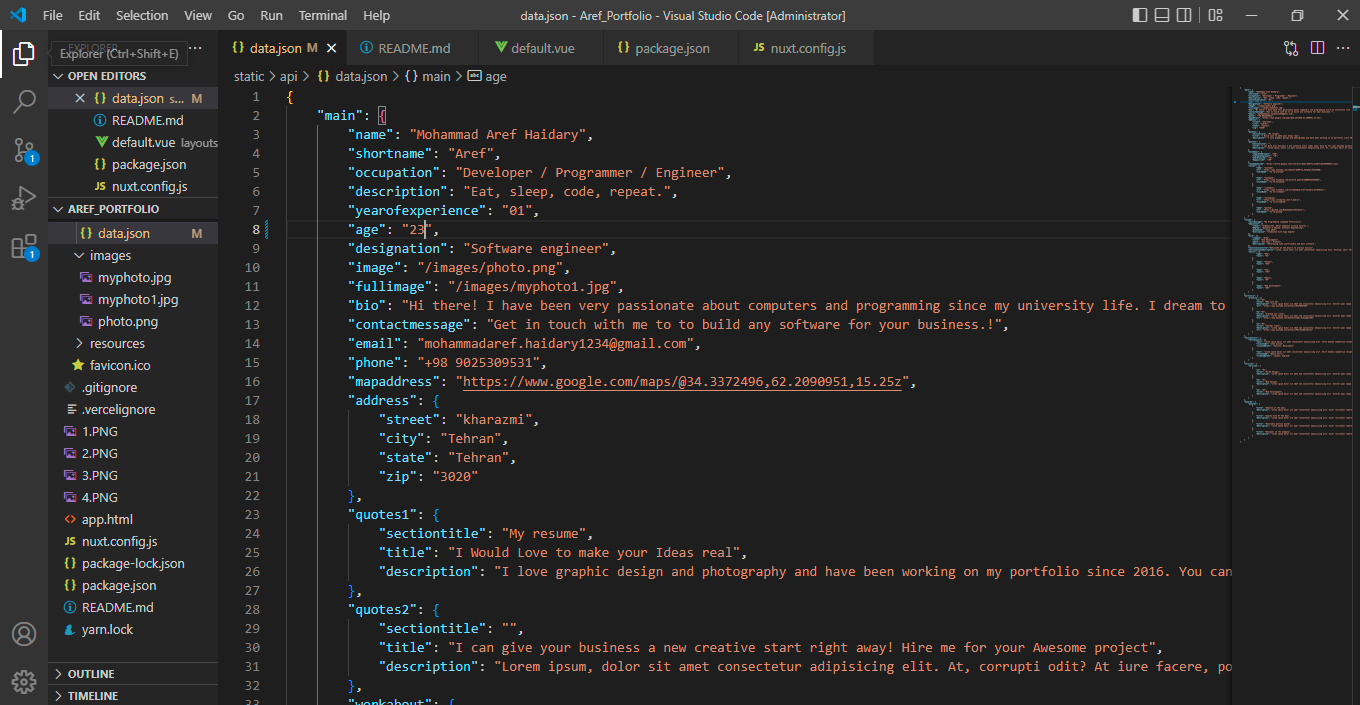 File Edit Selection View Go Run Terminal Help
data.json - Aref_Portfolio - Visual Studio Code [Administrator]
Explorer (Ctrl+Shift+E)
OPEN EDITORS
data.json s... M
README.md
default.vue layouts
package.json
nuxt.config.js
AREF_PORTFOLIO
data.json M
images
myphoto.jpg
myphoto1.jpg
photo.png
resources
favicon.ico
.gitignore
.vercelignore
1.PNG
2.PNG
3.PNG
4.PNG
app.html
nuxt.config.js
package-lock.json
package.json
README.md
yarn.lock
OUTLINE
TIMELINE
1
1
data.json M README.md default.vue package.json nuxt.config.js
static > api > {} data.json > {} main > age
1 {
2 "main": {
3 "name": "Mohammad Aref Haidary",
4 "shortname": "Aref",
5 "occupation": "Developer / Programmer / Engineer",
6 "description": "Eat, sleep, code, repeat.",
7 "yearofexperience": "01",
8 "age": "23",
9 "designation": "Software engineer",
10 "image": "/images/photo.png",
11 "fullimage": "/images/myphoto1.jpg",
12 "bio": "Hi there! I have been very passionate about computers and programming since my university life. I dream to
13 "contactmessage": "Get in touch with me to to build any software for your business.!",
14 "email": "mohammadaref.haidary1234@gmail.com",
15 "phone": "+98 9025309531",
16 "mapaddress": "https://www.google.com/maps/@34.3372496,62.2090951,15.25z",
17 "address": {
18 "street": "kharazmi",
19 "city": "Tehran",
20 "state": "Tehran",
21 "zip": "3020"
22 },
23 "quotes1": {
24 "sectiontitle": "My resume",
25 "title": "I Would Love to make your Ideas real",
26 "description": "I love graphic design and photography and have been working on my portfolio since 2016. You can
27 },
28 "quotes2": {
29 "sectiontitle": "",
30 "title": "I can give your business a new creative start right away! Hire me for your Awesome project",
31 "description": "Lorem ipsum, dolor sit amet consectetur adipisicing elit. At, corrupti odit? At iure facere, po
32 },
33 "workabout": {